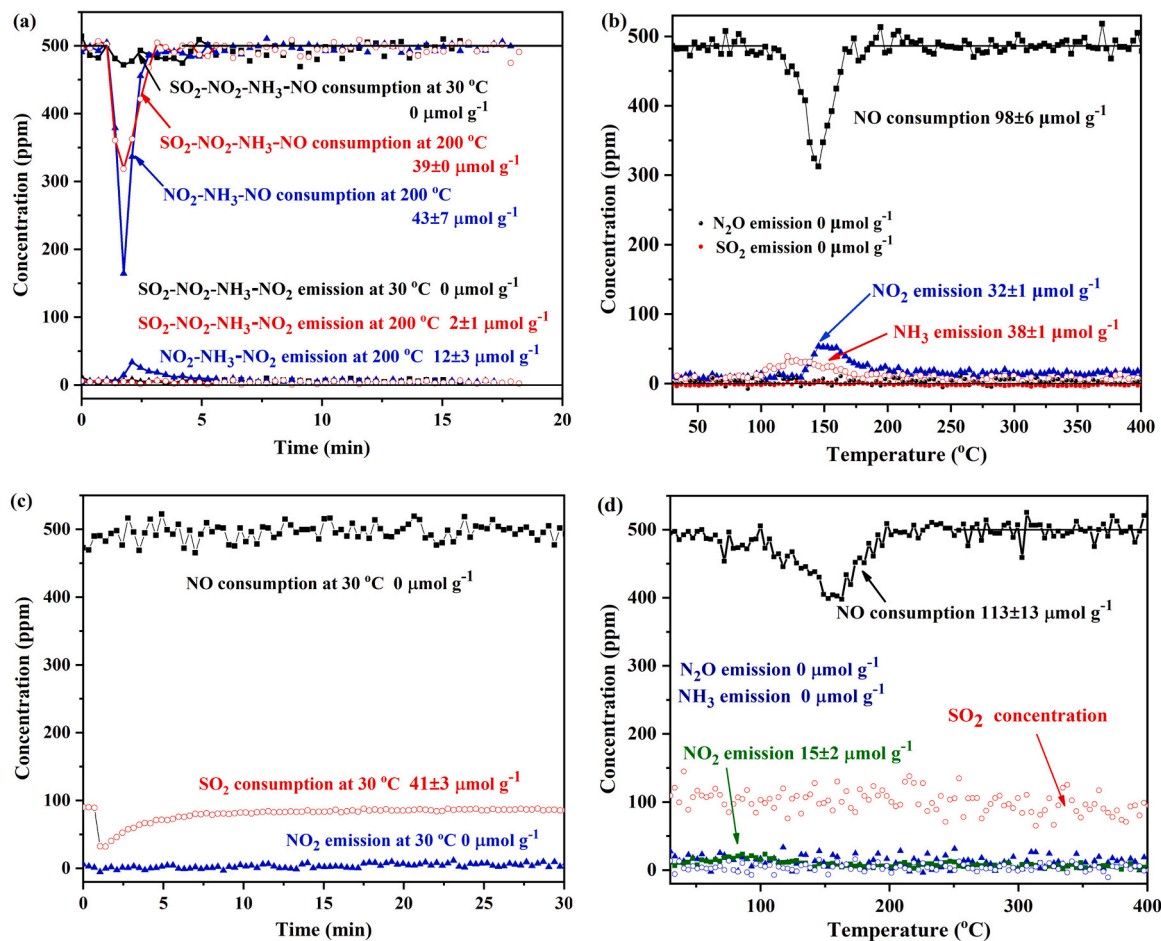 (a)
500
400
300
200
100
0
Concentration (ppm)
SO₂-NO₂-NH₃-NO consumption at 30 °C
0 μmol g⁻¹
SO₂-NO₂-NH₃-NO consumption at 200 °C
39±0 μmol g⁻¹
NO₂-NH₃-NO consumption at 200 °C
43±7 μmol g⁻¹
SO₂-NO₂-NH₃-NO₂ emission at 30 °C 0 μmol g⁻¹
SO₂-NO₂-NH₃-NO₂ emission at 200 °C 2±1 μmol g⁻¹
NO₂-NH₃-NO₂ emission at 200 °C 12±3 μmol g⁻¹
0 5 10 15 20
Time (min)
(b)
500
400
300
200
100
0
Concentration (ppm)
NO consumption 98±6 μmol g⁻¹
N₂O emission 0 μmol g⁻¹
SO₂ emission 0 μmol g⁻¹
NO₂ emission 32±1 μmol g⁻¹
NH₃ emission 38±1 μmol g⁻¹
50 100 150 200 250 300 350 400
Temperature (°C)
(c)
500
400
300
200
100
0
Concentration (ppm)
NO consumption at 30 °C 0 μmol g⁻¹
SO₂ consumption at 30 °C 41±3 μmol g⁻¹
NO₂ emission at 30 °C 0 μmol g⁻¹
0 5 10 15 20 25 30
Time (min)
(d)
500
400
300
200
100
0
Concentration (ppm)
NO consumption 113±13 μmol g⁻¹
N₂O emission 0 μmol g⁻¹
NH₃ emission 0 μmol g⁻¹
SO₂ concentration
NO₂ emission 15±2 μmol g⁻¹
100 200 300 400
Temperature (°C)